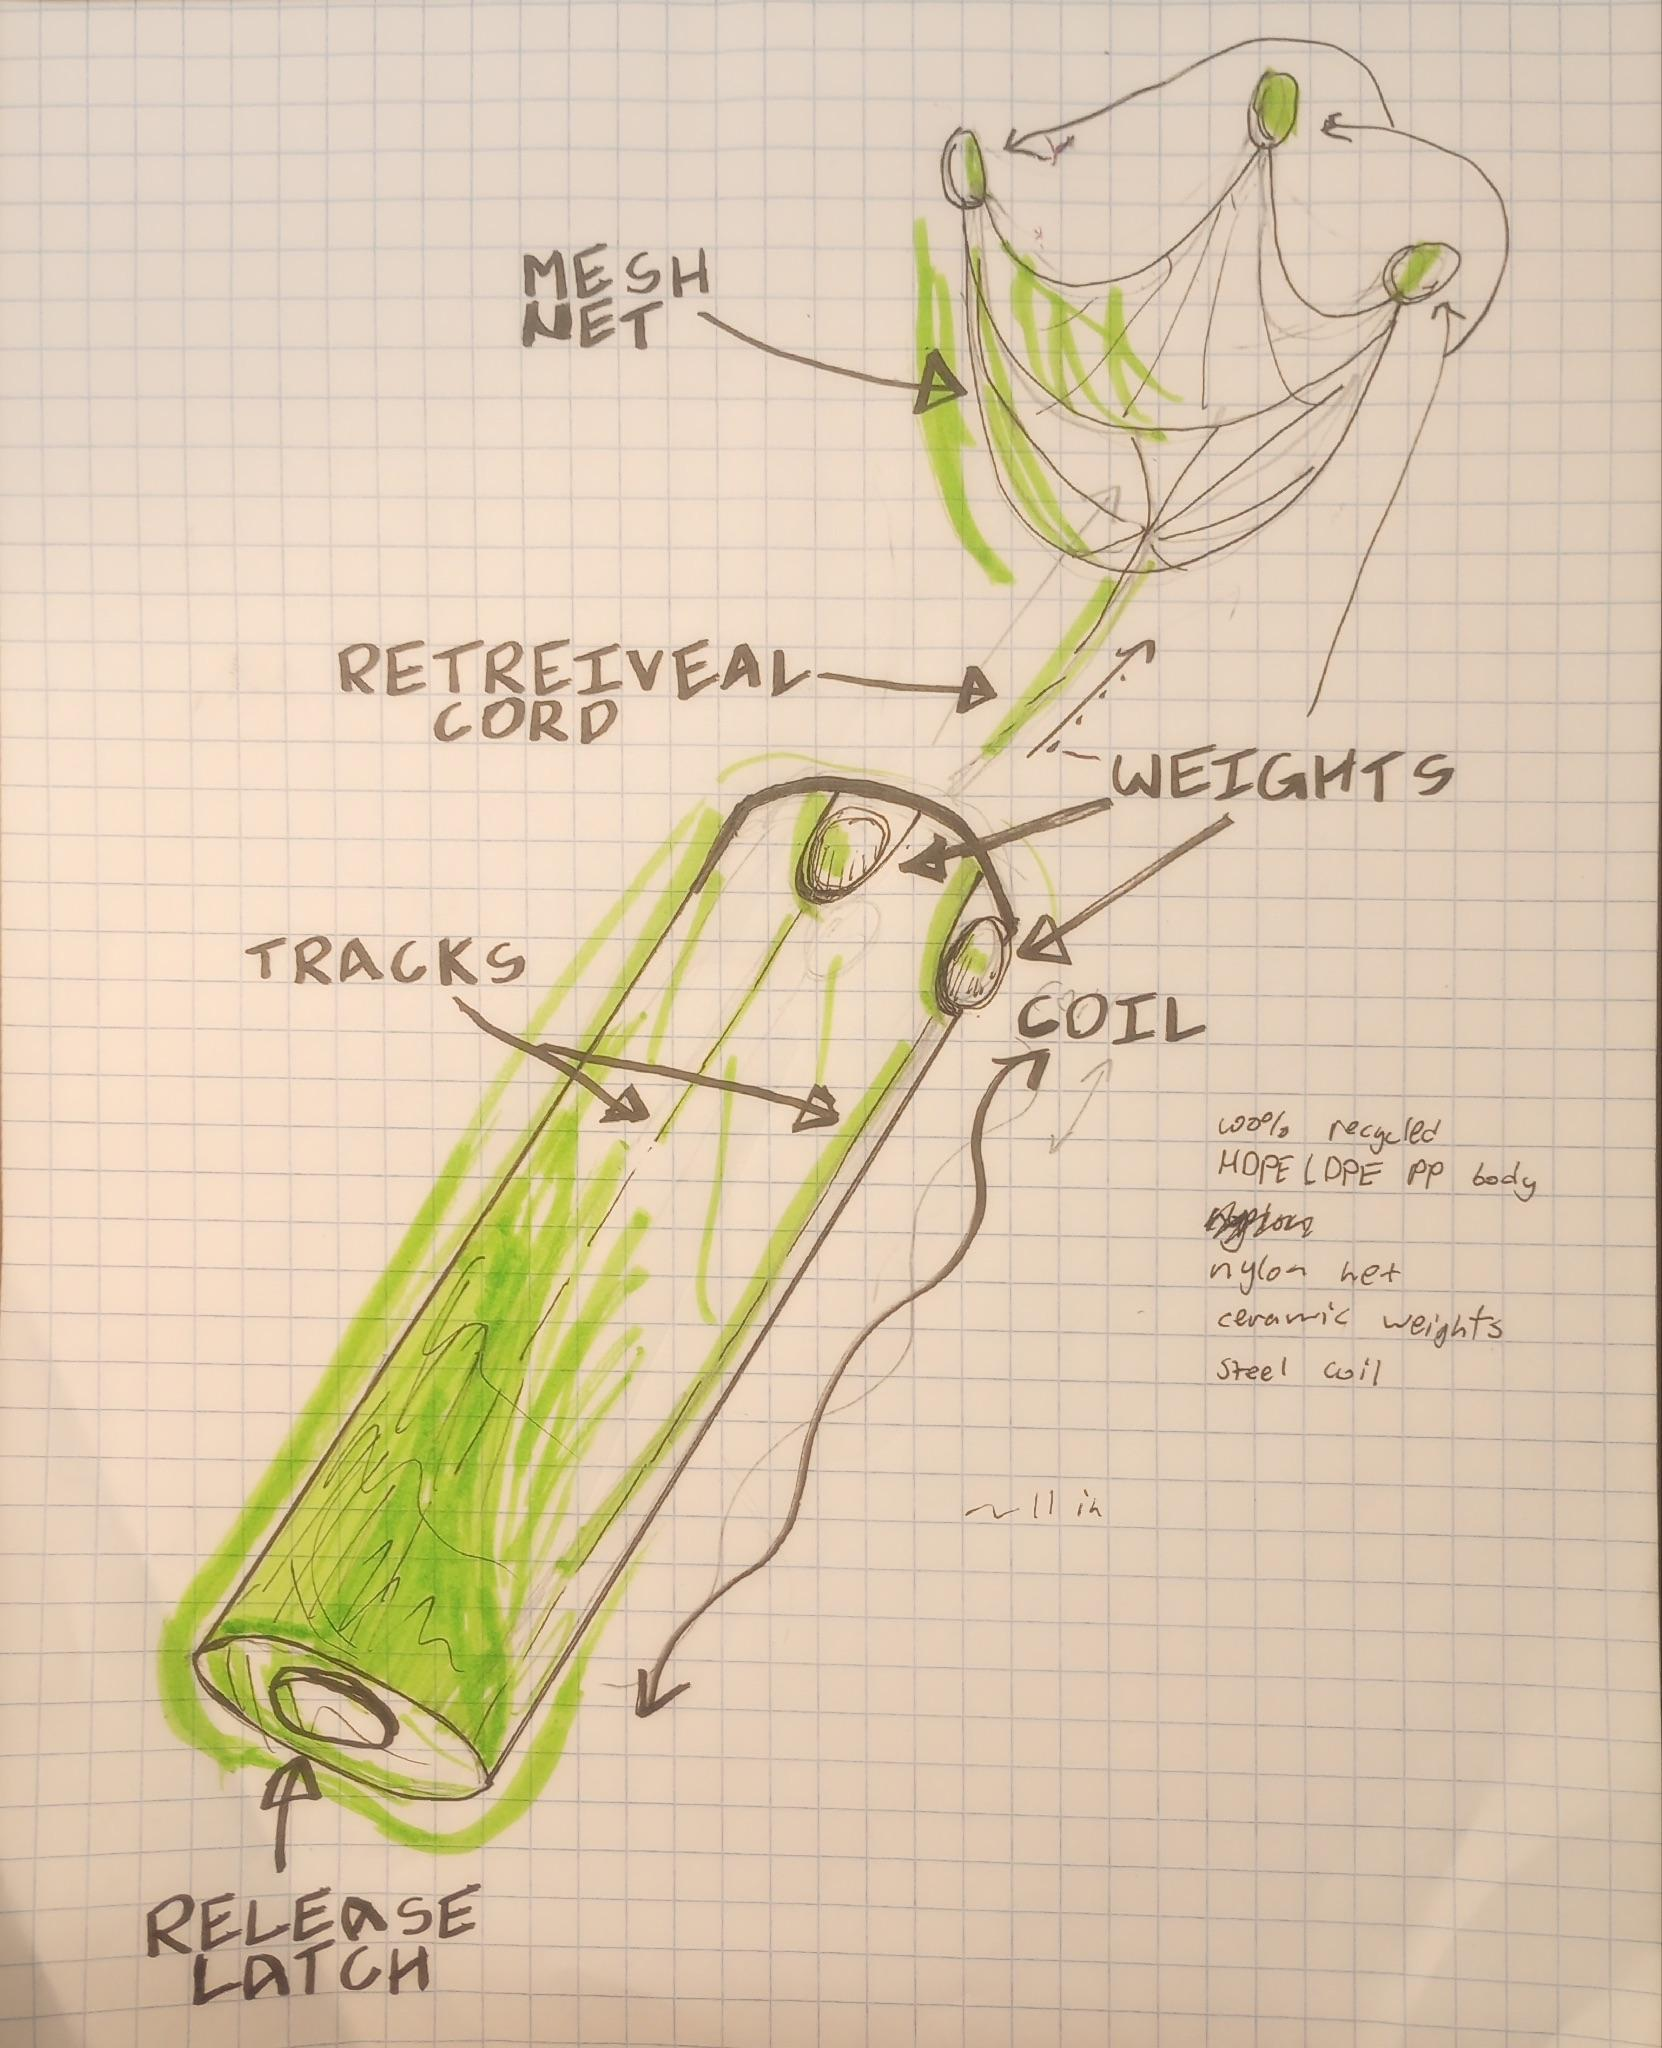 MESH
NET
RETREIVEAL
CORD
WEIGHTS
TRACKS
COIL
100% recycled
HDPE LDPE PP body
nylon net
ceramic weights
steel coil
~ 11 in
RELEASE
LATCH